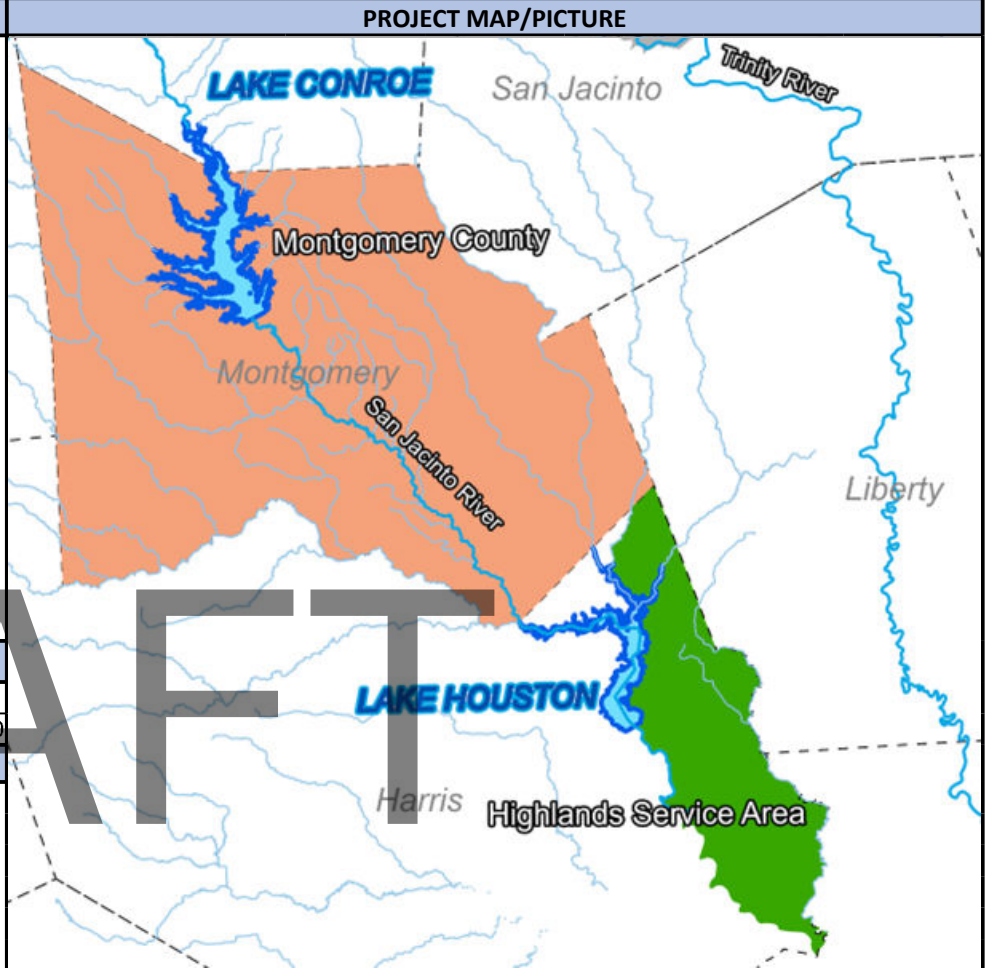 PROJECT MAP/PICTURE
LAKE CONROE
San Jacinto
Trinity River
Montgomery County
Montgomery
San Jacinto River
Liberty
AFT
LAKE HOUSTON
Harris
Highlands Service Area